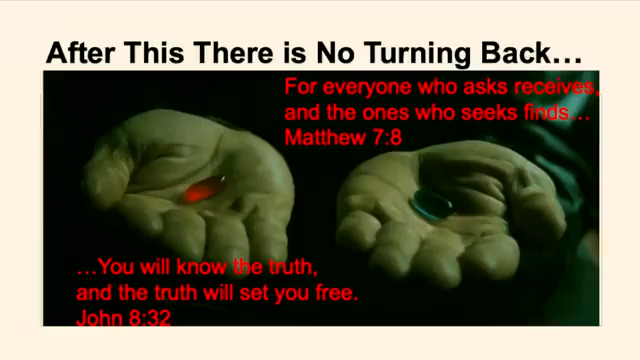 After This There is No Turning Back…
For everyone who asks receives,
and the ones who seeks finds…
Matthew 7:8
…You will know the truth,
and the truth will set you free.
John 8:32